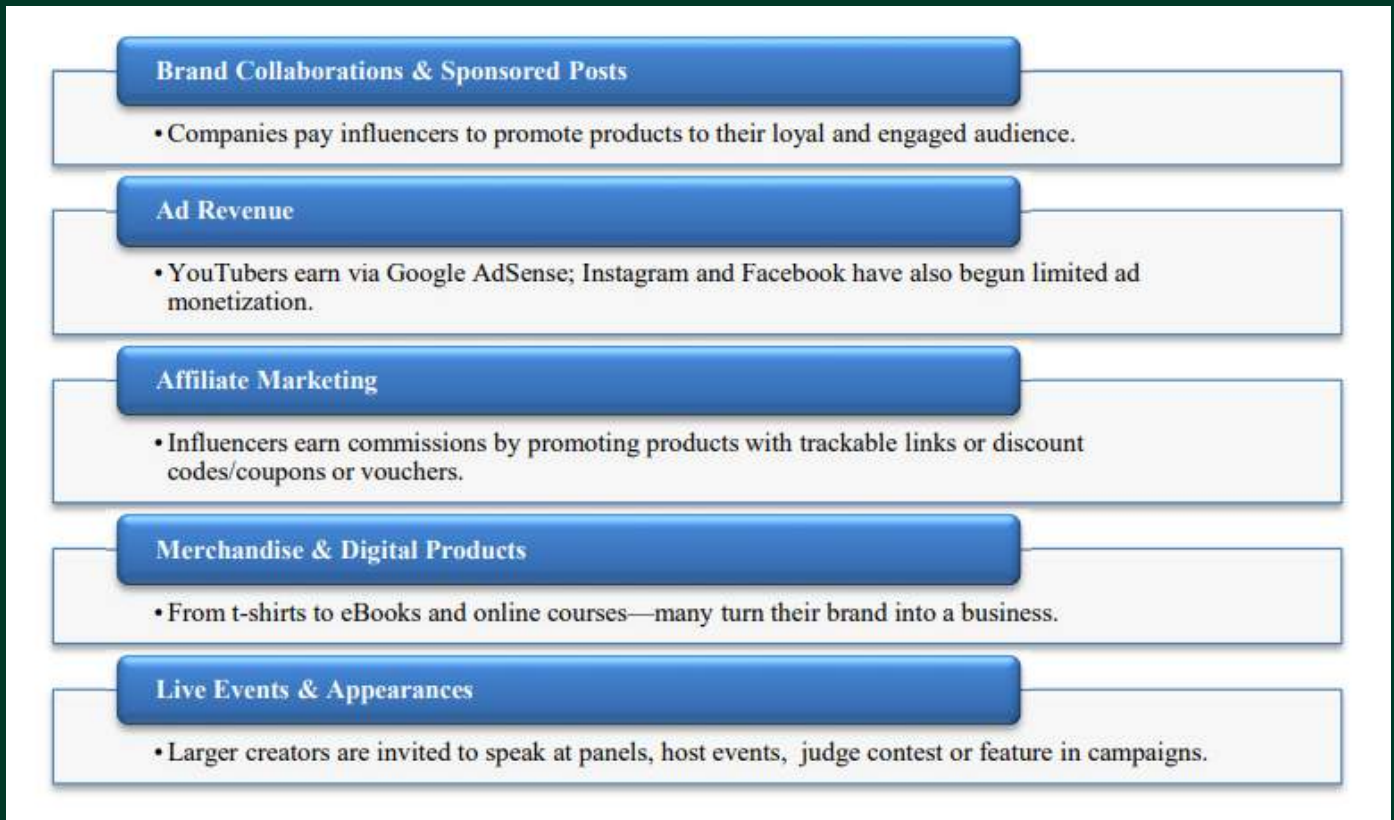 Brand Collaborations & Sponsored Posts
• Companies pay influencers to promote products to their loyal and engaged audience.
Ad Revenue
• YouTubers earn via Google AdSense; Instagram and Facebook have also begun limited ad
monetization.
Affiliate Marketing
• Influencers earn commissions by promoting products with trackable links or discount
codes/coupons or vouchers.
Merchandise & Digital Products
• From t-shirts to eBooks and online courses—many turn their brand into a business.
Live Events & Appearances
• Larger creators are invited to speak at panels, host events,  judge contest or feature in campaigns.